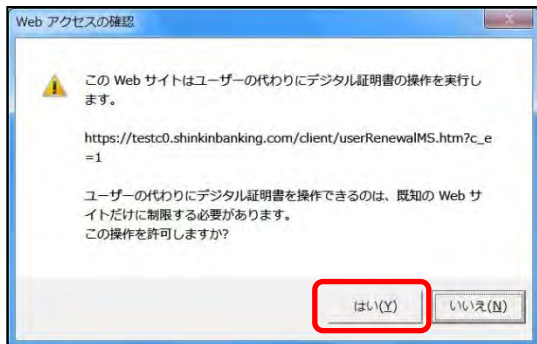 Web アクセスの確認
この Web サイトはユーザーの代わりにデジタル証明書の操作を実行し
ます。
https://testc0.shinkinbanking.com/client/userRenewalMS.htm?c_e
=1
ユーザーの代わりにデジタル証明書を操作できるのは、既知の Web サ
イトだけに制限する必要があります。
この操作を許可しますか?
はい(Y) いいえ(N)